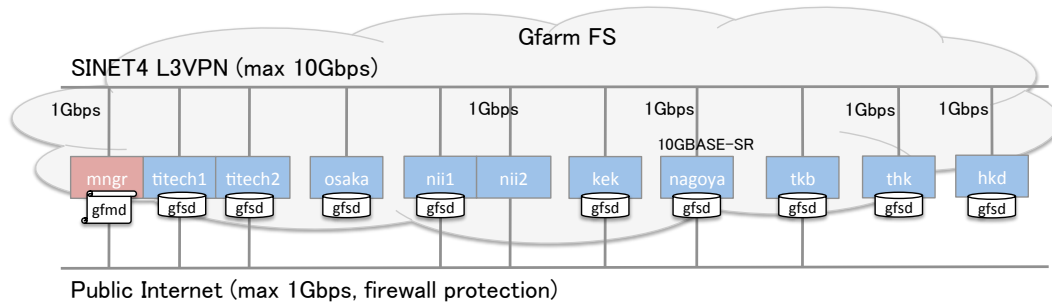 Gfarm FS
SINET4 L3VPN (max 10Gbps)
1Gbps 1Gbps 1Gbps 1Gbps 1Gbps
10GBASE-SR
mngr titech1 titech2 osaka nii1 nii2 kek nagoya tkb thk hkd
gfmd gfsd gfsd gfsd gfsd gfsd gfsd gfsd gfsd gfsd
Public Internet (max 1Gbps, firewall protection)